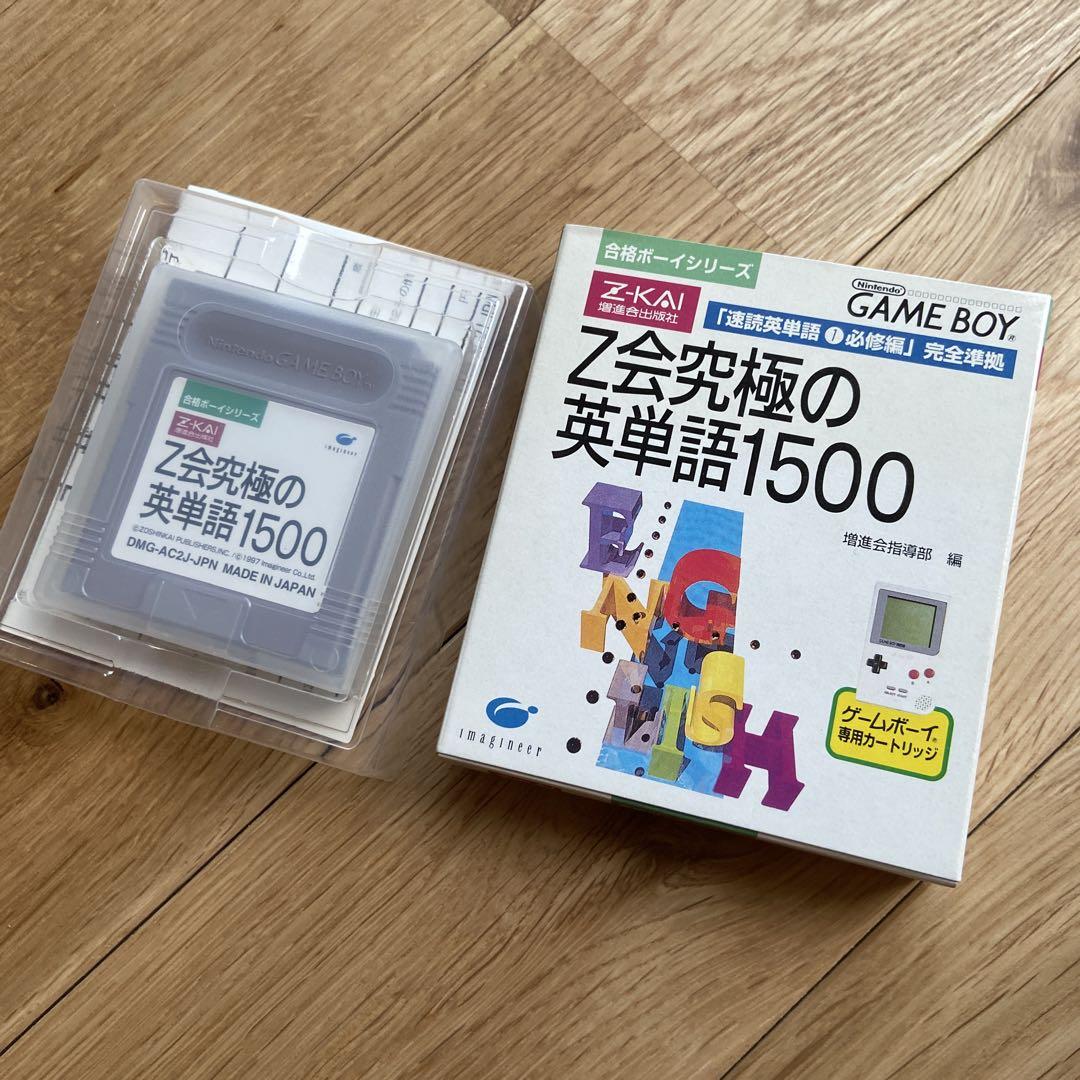 Nintendo GAME BOY
合格ボーイシリーズ
Z-KAI
増進会出版社
imagineer
Z会究極の
英単語1500
©ZOSHINKAI PUBLISHERS,INC./©1997 Imagineer Co.,Ltd.
DMG-AC2J-JPN MADE IN JAPAN
合格ボーイシリーズ
Z-KAI
増進会出版社
Nintendo
GAME BOY®
「速読英単語①必修編」完全準拠
Z会究極の
英単語1500
増進会指導部 編
ENGLISH
imagineer
ゲームボーイ®
専用カートリッジ